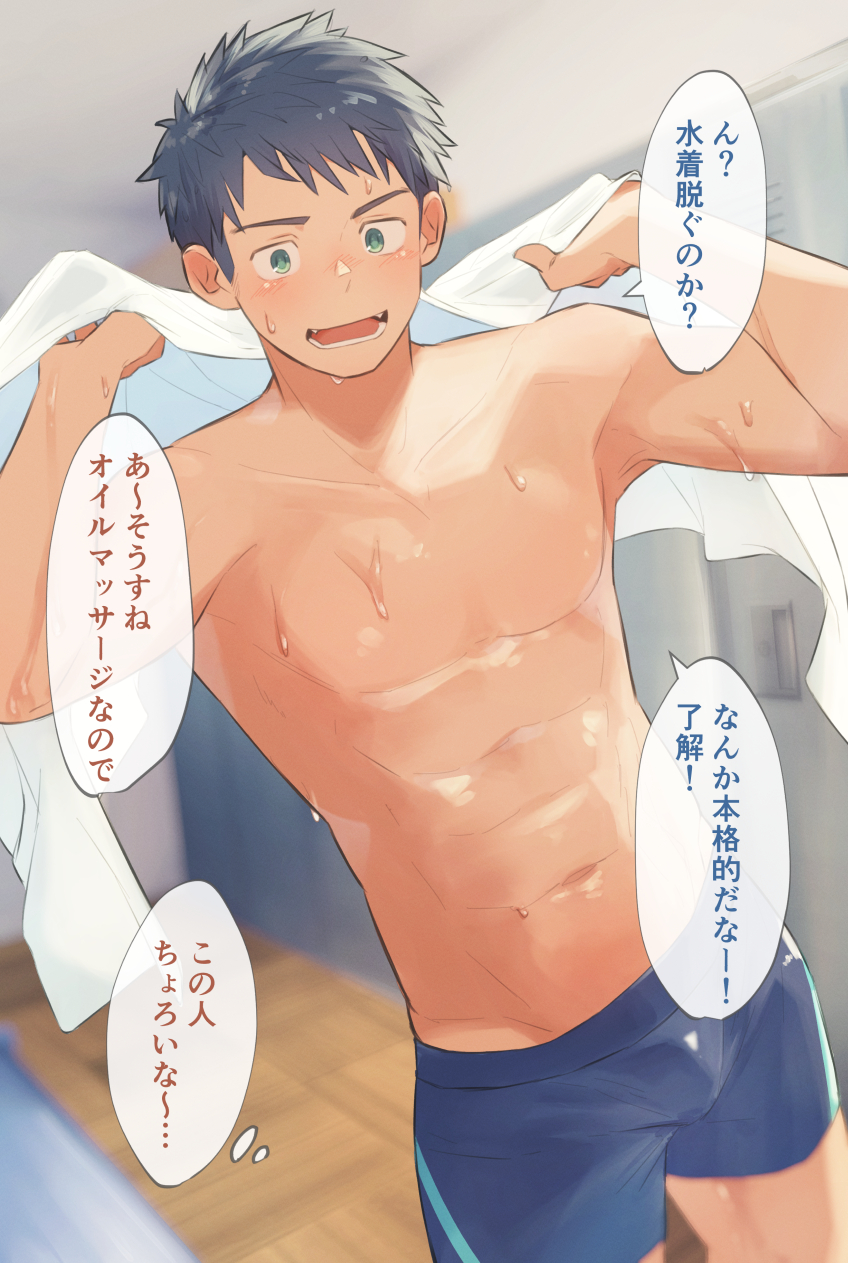 ん？
水着脱ぐのか？
あ〜そうすね
オイルマッサージなので
なんか本格的だなー！
了解！
この人
ちょろいな〜…